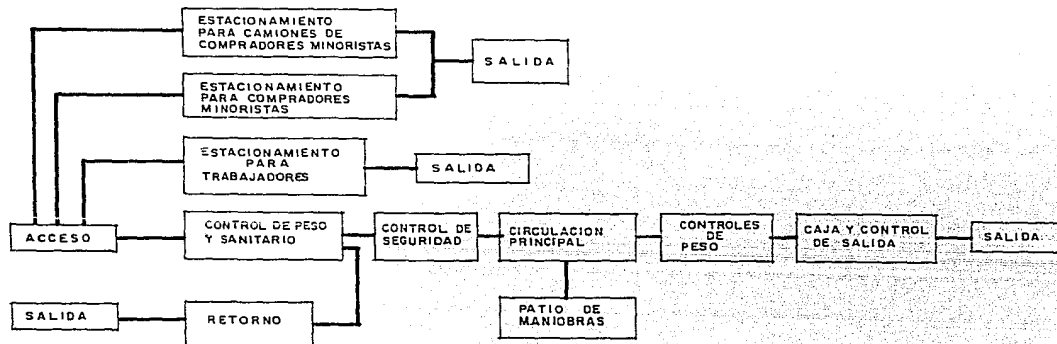 ESTACIONAMIENTO
PARA CAMIONES DE
COMPRADORES MINORISTAS
SALIDA
ESTACIONAMIENTO
PARA COMPRADORES
MINORISTAS
ESTACIONAMIENTO
PARA
TRABAJADORES
SALIDA
ACCESO
CONTROL DE PESO
Y SANITARIO
CONTROL DE
SEGURIDAD
CIRCULACION
PRINCIPAL
CONTROLES
DE
PESO
CAJA Y CONTROL
DE SALIDA
SALIDA
SALIDA
RETORNO
PATIO DE
MANIOBRAS